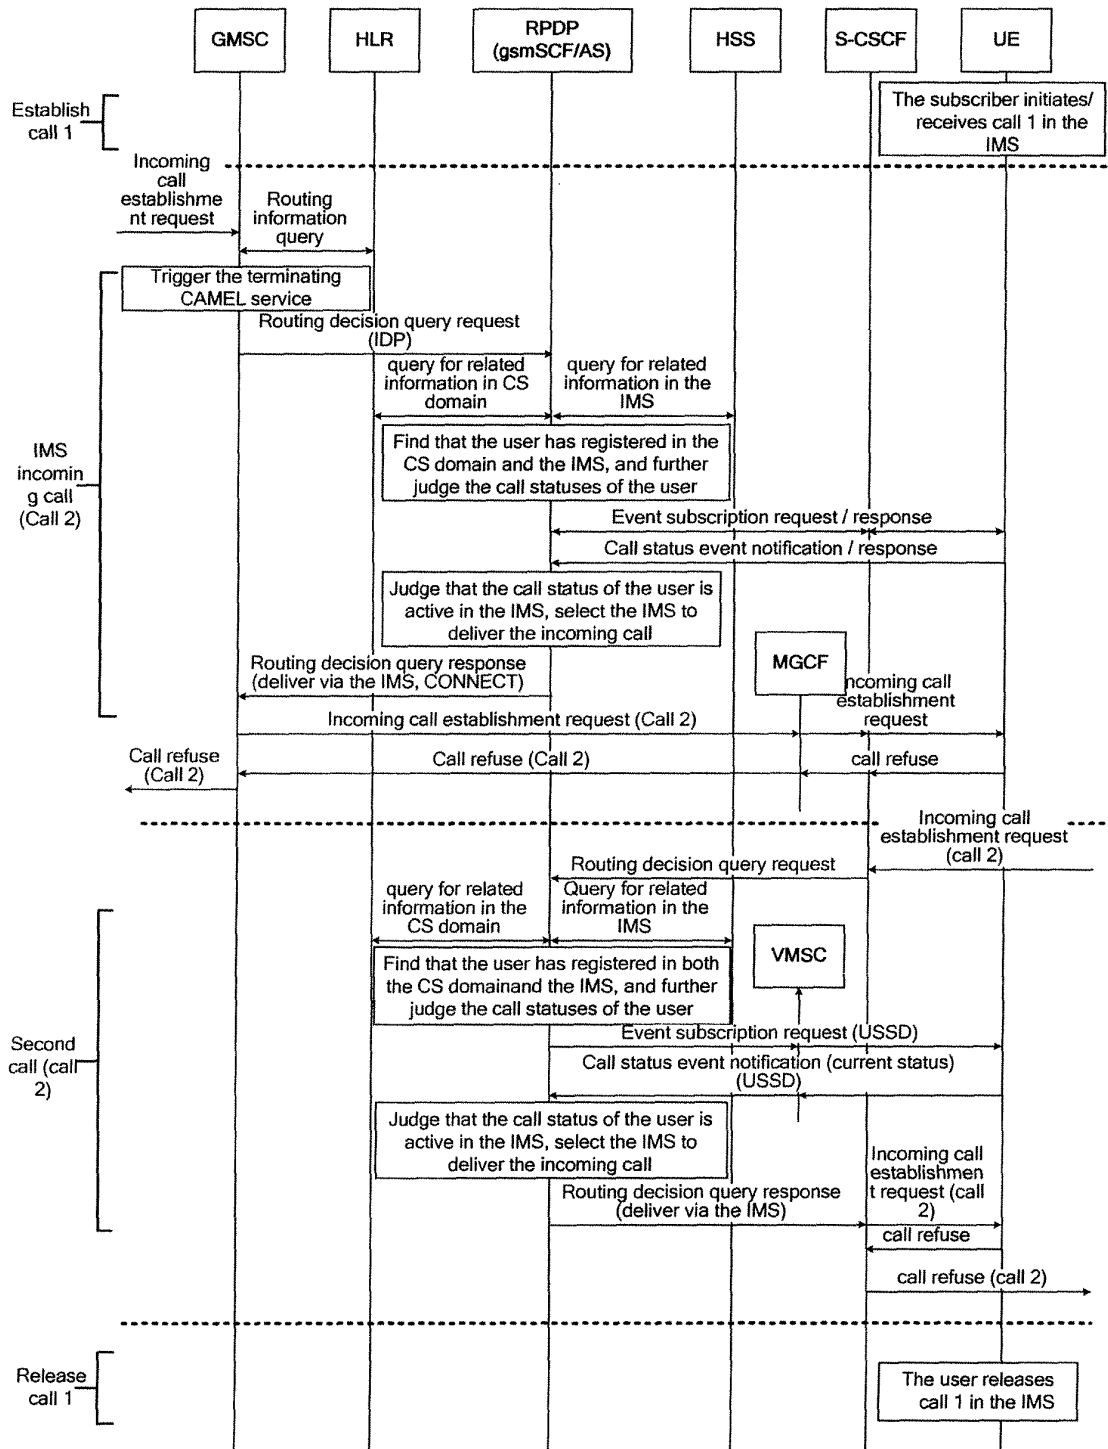 GMSC
HLR
RPDP
(gsmSCF/AS)
HSS
S-CSCF
UE
Establish
call 1
The subscriber initiates/
receives call 1 in the
IMS
Incoming
call
establishme
nt request
Routing
information
query
Trigger the terminating
CAMEL service
Routing decision query request
(IDP)
query for related
information in CS
domain
query for related
information in the
IMS
IMS
incomin
g call
(Call 2)
Find that the user has registered in the
CS domain and the IMS, and further
judge the call statuses of the user
Event subscription request / response
Call status event notification / response
Judge that the call status of the user is
active in the IMS, select the IMS to
deliver the incoming call
MGCF
Routing decision query response
(deliver via the IMS, CONNECT)
Incoming call
establishment
request
Incoming call establishment request (Call 2)
Call refuse
(Call 2)
Call refuse (Call 2)
call refuse
Incoming call
establishment request
(call 2)
Routing decision query request
query for related
information in the
CS domain
Query for related
information in the
IMS
VMSC
Find that the user has registered in both
the CS domainand the IMS, and further
judge the call statuses of the user
Second
call (call
2)
Event subscription request (USSD)
Call status event notification (current status)
(USSD)
Judge that the call status of the user is
active in the IMS, select the IMS to
deliver the incoming call
Incoming call
establishmen
t request (call
2)
Routing decision query response
(deliver via the IMS)
call refuse
call refuse (call 2)
Release
call 1
The user releases
call 1 in the IMS